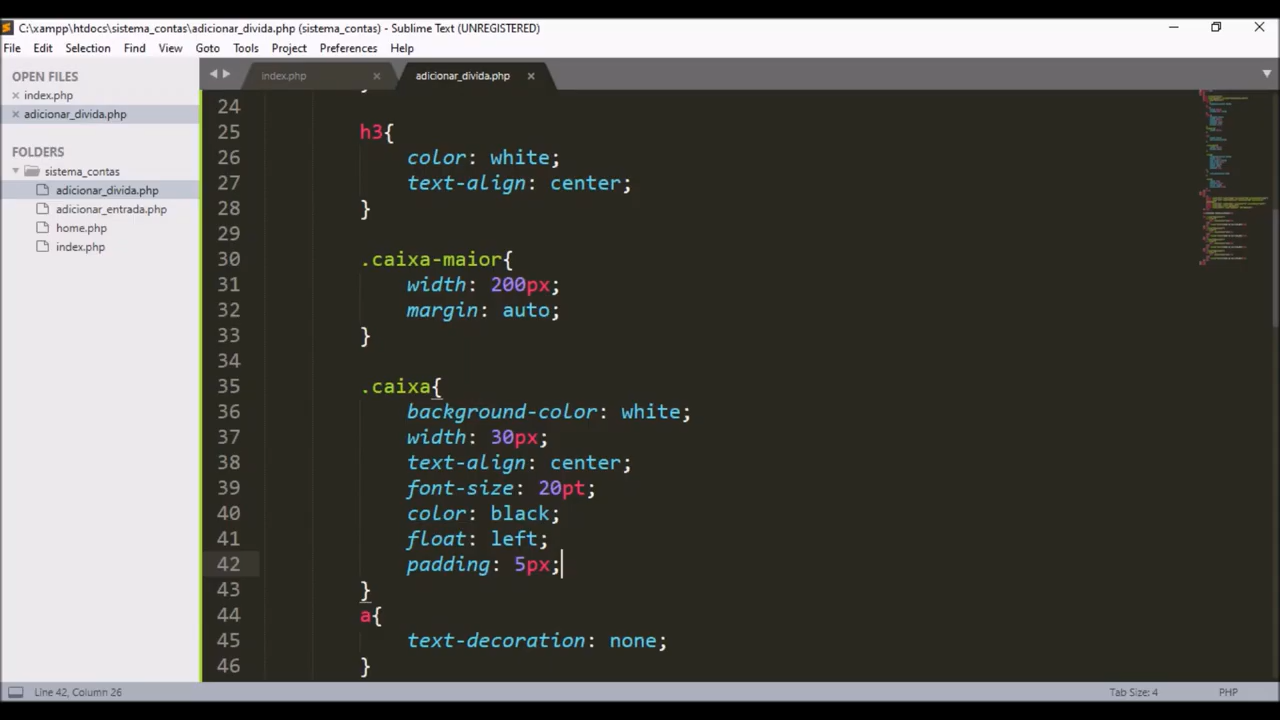 C:\xampp\htdocs\sistema_contas\adicionar_divida.php (sistema_contas) - Sublime Text (UNREGISTERED)
File Edit Selection Find View Goto Tools Project Preferences Help
OPEN FILES
index.php
adicionar_divida.php
FOLDERS
sistema_contas
adicionar_divida.php
adicionar_entrada.php
home.php
index.php
index.php adicionar_divida.php
24
25 h3{
26 color: white;
27 text-align: center;
28 }
29
30 .caixa-maior{
31 width: 200px;
32 margin: auto;
33 }
34
35 .caixa{
36 background-color: white;
37 width: 30px;
38 text-align: center;
39 font-size: 20pt;
40 color: black;
41 float: left;
42 padding: 5px;
43 }
44 a{
45 text-decoration: none;
46 }
Line 42, Column 26 Tab Size: 4 PHP